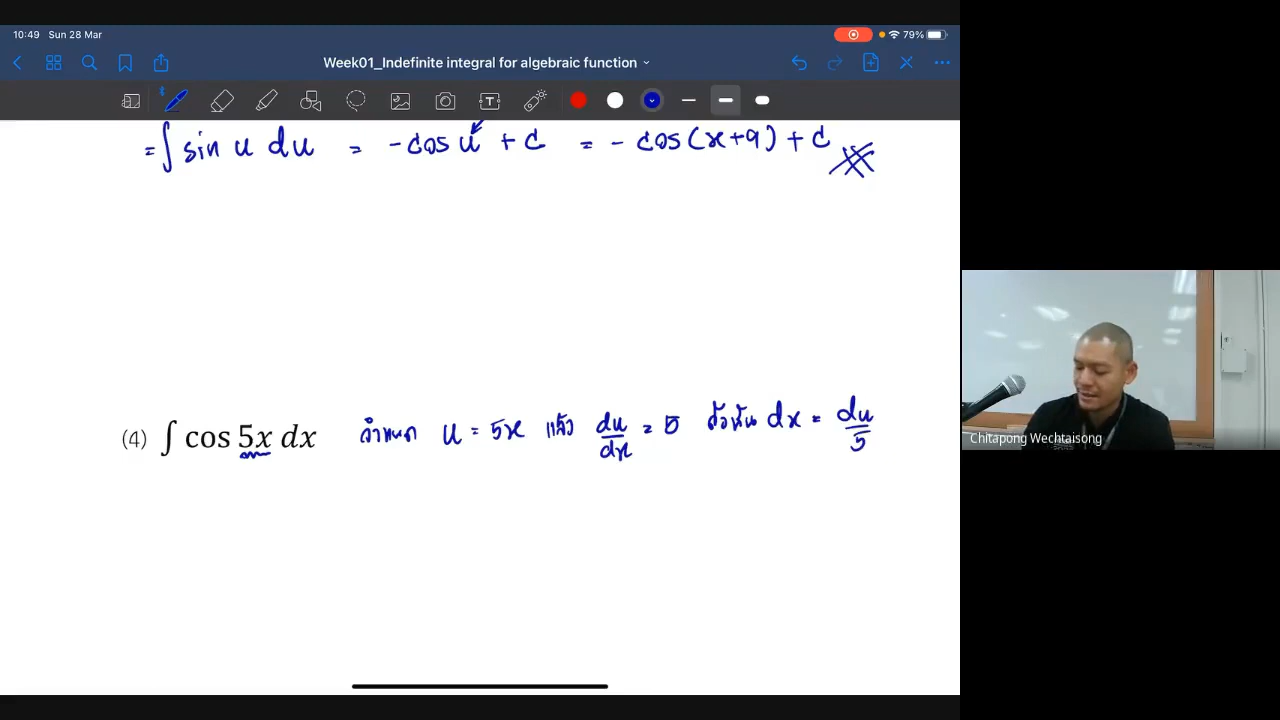 10:49 Sun 28 Mar 79%
Week01_Indefinite integral for algebraic function
= ∫ sin u du = -cos u + C = - cos(x+9) + C
(4) ∫ cos 5x dx กำหนด u = 5x แล้ว du/dx = 5 ดังนั้น dx = du/5
Chitapong Wechtaisong